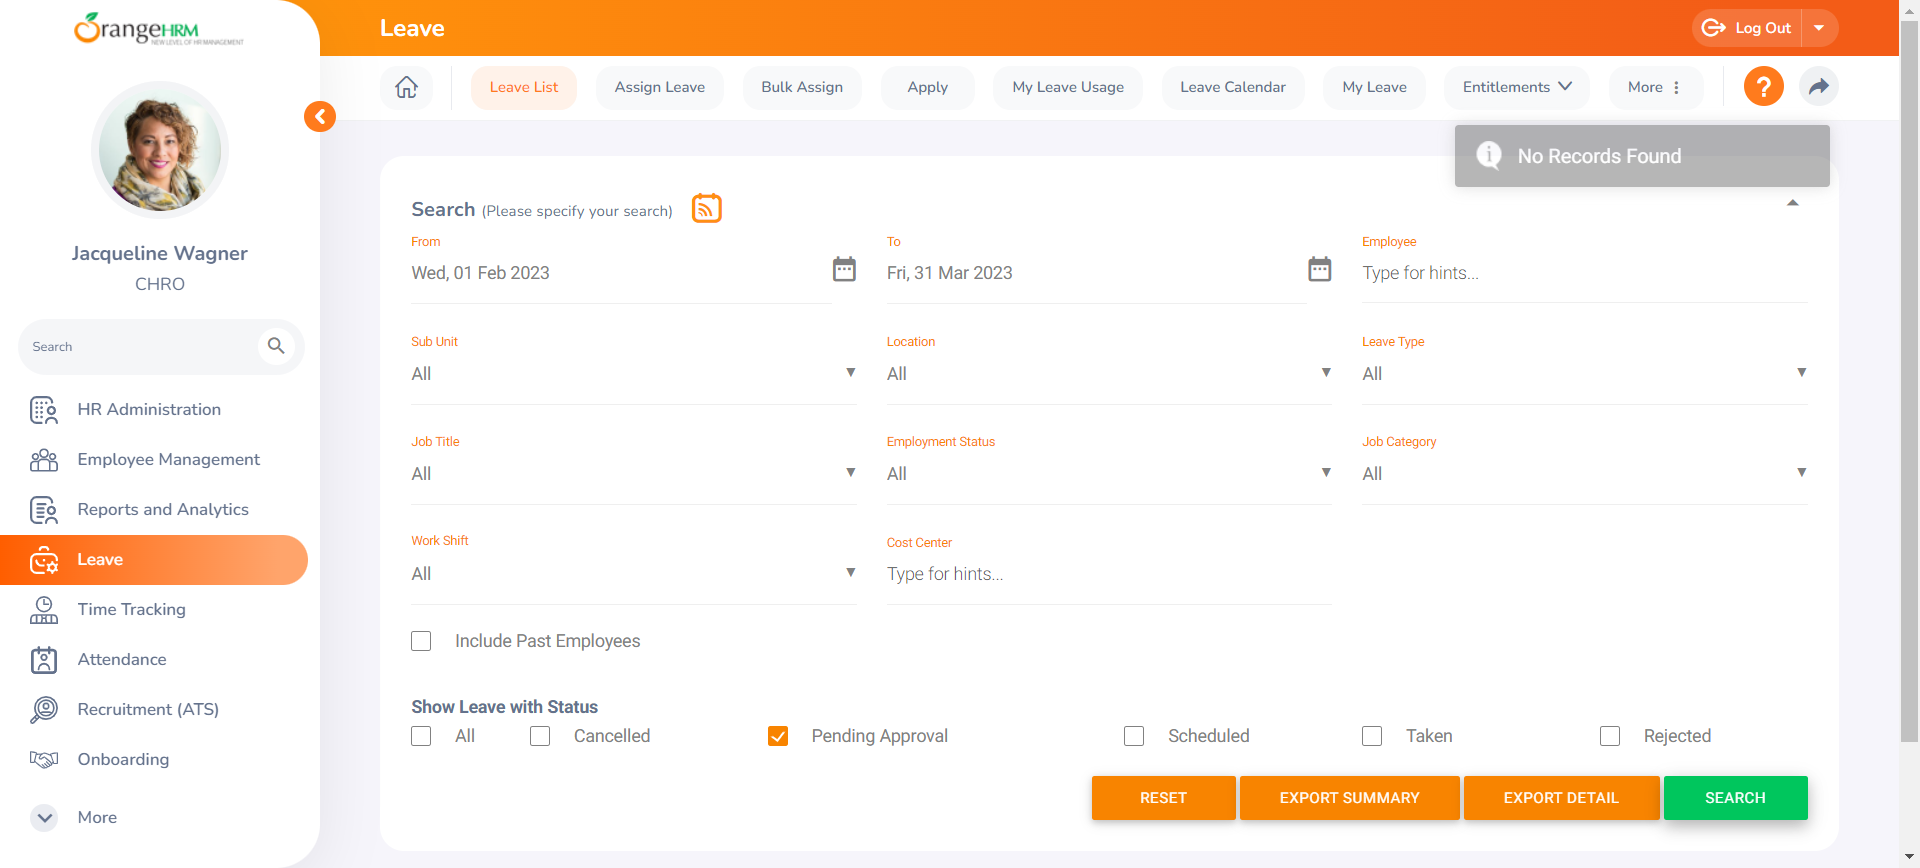 OrangeHRM
NEW LEVEL OF HR MANAGEMENT
Jacqueline Wagner
CHRO
Search
HR Administration
Employee Management
Reports and Analytics
Leave
Time Tracking
Attendance
Recruitment (ATS)
Onboarding
More
Leave
Log Out
Leave List Assign Leave Bulk Assign Apply My Leave Usage Leave Calendar My Leave Entitlements More
?
No Records Found
Search (Please specify your search)
From To Employee
Wed, 01 Feb 2023 Fri, 31 Mar 2023 Type for hints...
Sub Unit Location Leave Type
All All All
Job Title Employment Status Job Category
All All All
Work Shift Cost Center
All Type for hints...
Include Past Employees
Show Leave with Status
All Cancelled Pending Approval Scheduled Taken Rejected
RESET EXPORT SUMMARY EXPORT DETAIL SEARCH